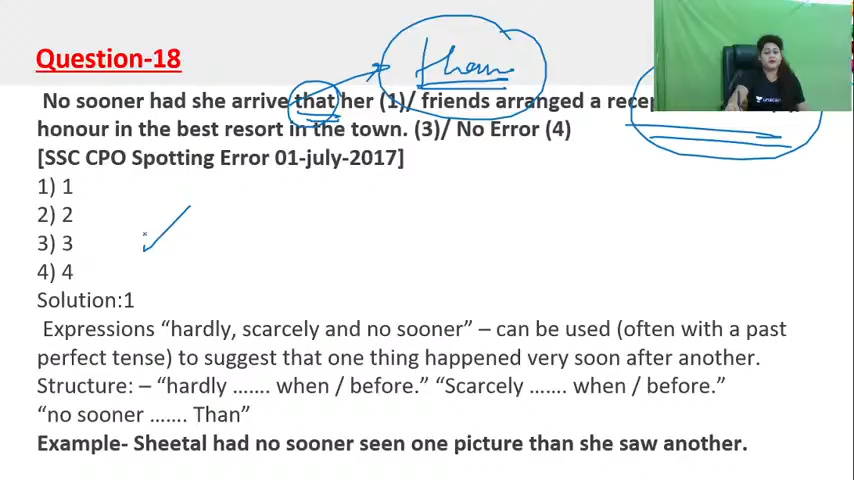 Question-18
than
No sooner had she arrive that her (1)/ friends arranged a
honour in the best resort in the town. (3)/ No Error (4)
[SSC CPO Spotting Error 01-july-2017]
1) 1
2) 2
3) 3
4) 4
Solution:1
Expressions “hardly, scarcely and no sooner” – can be used (often with a past
perfect tense) to suggest that one thing happened very soon after another.
Structure: – “hardly ....... when / before.” “Scarcely ....... when / before.”
“no sooner ....... Than”
Example- Sheetal had no sooner seen one picture than she saw another.